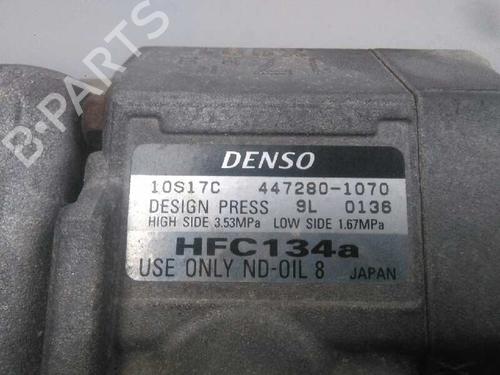 B-PARTS
DENSO
10S17C 447280-1070
DESIGN PRESS 9L 0136
HIGH SIDE 3.53MPa LOW SIDE 1.67MPa
HFC134a
USE ONLY ND-OIL 8 JAPAN